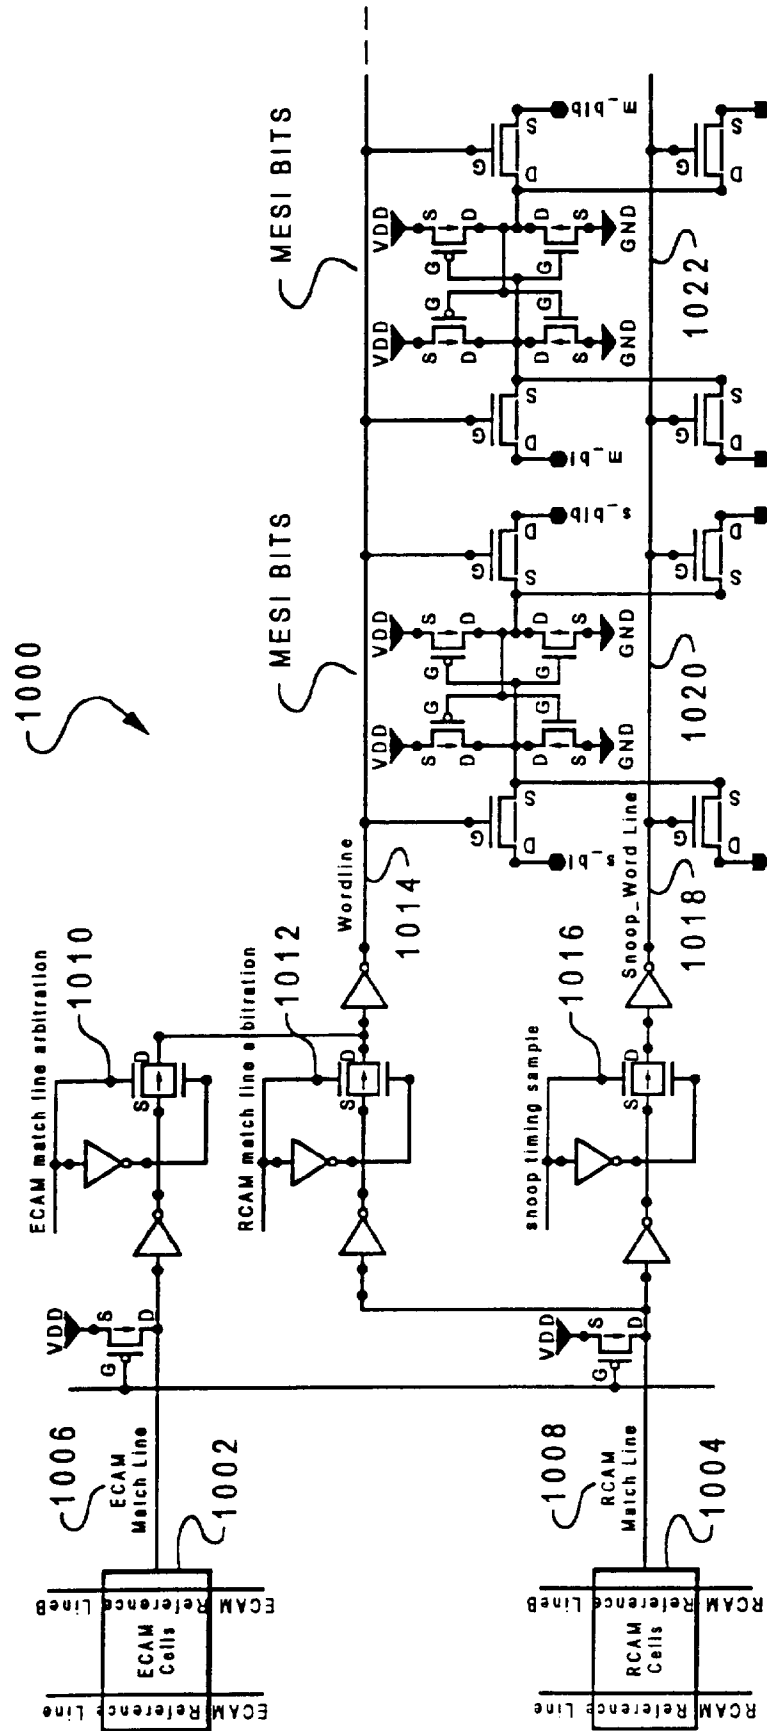 1000
MESI BITS
MESI BITS
ECAM match line arbitration
1010
RCAM match line arbitration
1012
Wordline
1014
snoop timing sample
1016
Snoop_Word Line
1018
1020
1022
1006
ECAM
Match Line
1002
1008
RCAM
Match Line
1004
ECAM Reference Line
ECAM
Cells
ECAM Reference LineB
RCAM Reference Line
RCAM
Cells
RCAM Reference LineB
VDD
S
D
G
VDD
S
D
G
S
D
S
D
S
D
s_bl
s_blb
m_bl
m_blb
VDD
VDD
VDD
VDD
S
D
G
S
D
G
S
D
G
S
D
G
G
D
S
G
D
S
G
D
S
G
D
S
GND
GND
GND
GND
D
G
S
S
G
D
D
G
S
D
G
S
D
G
S
S
G
D
D
G
S
D
G
S